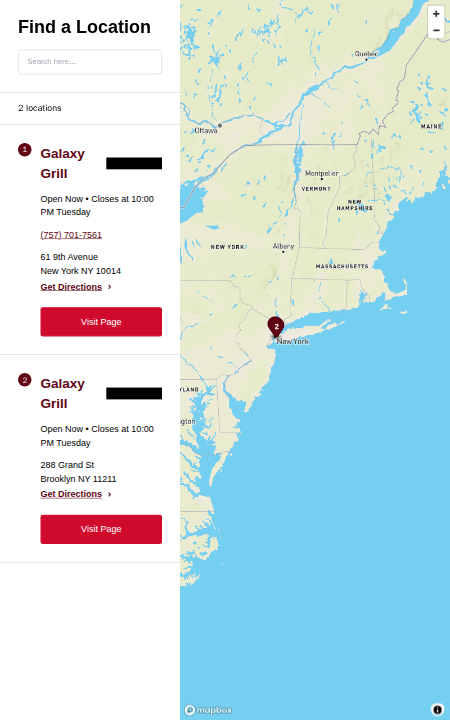 Find a Location
Search here...
2 locations
1
Galaxy
Grill
Open Now • Closes at 10:00
PM Tuesday
(757) 701-7561
61 9th Avenue
New York NY 10014
Get Directions ›
Visit Page
2
Galaxy
Grill
Open Now • Closes at 10:00
PM Tuesday
288 Grand St
Brooklyn NY 11211
Get Directions ›
Visit Page
+
−
Quebec
Ottawa
MAINE
Montpelier
VERMONT
NEW
HAMPSHIRE
NEW YORK
Albany
MASSACHUSETTS
2
New York
YLAND
gton
mapbox
i